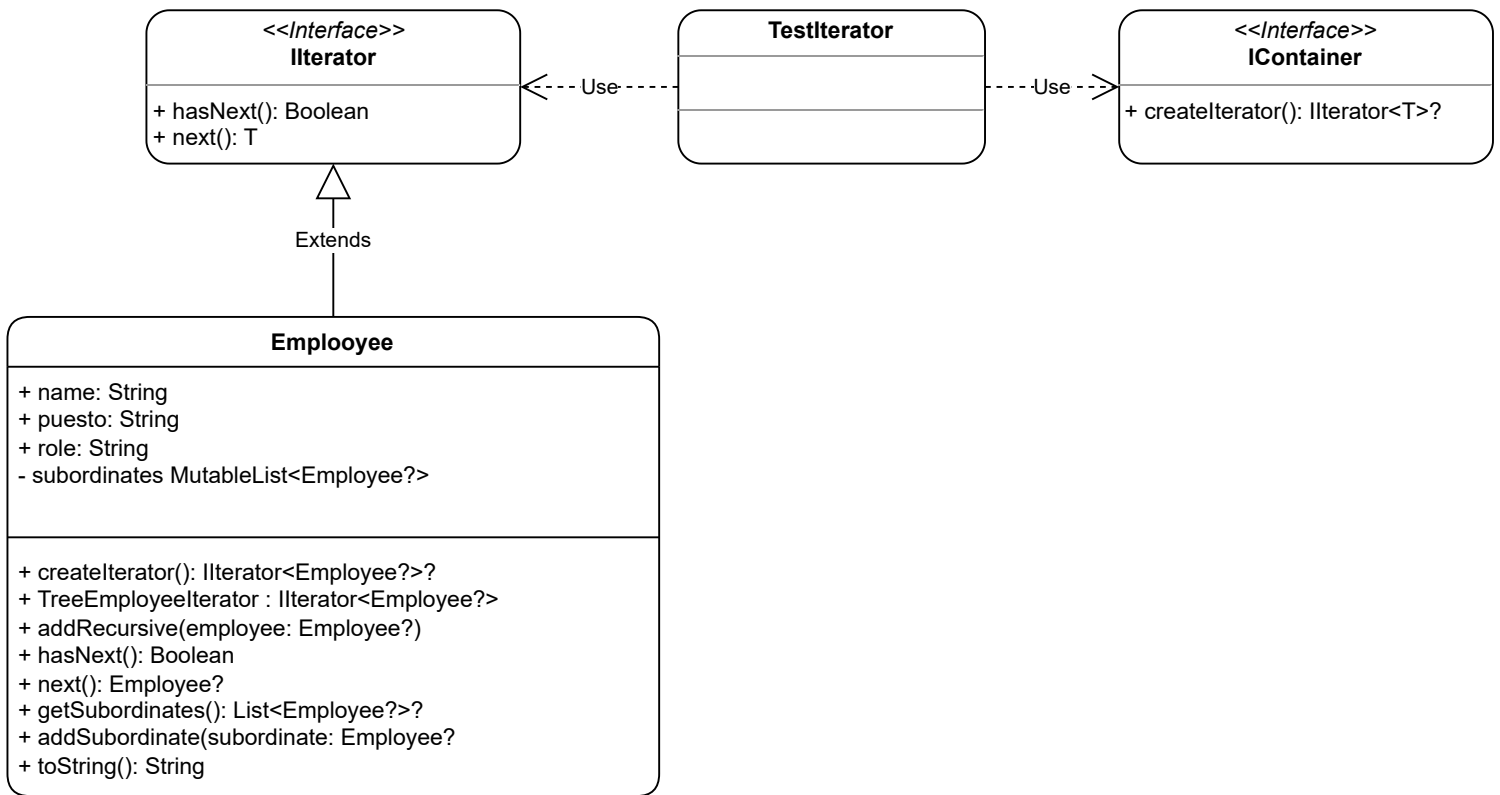 <<Interface>>
IIterator
+ hasNext(): Boolean
+ next(): T
Use
TestIterator
Use
<<Interface>>
IContainer
+ createIterator(): IIterator<T>?
Extends
Emplooyee
+ name: String
+ puesto: String
+ role: String
- subordinates MutableList<Employee?>
+ createIterator(): IIterator<Employee?>?
+ TreeEmployeeIterator : IIterator<Employee?>
+ addRecursive(employee: Employee?)
+ hasNext(): Boolean
+ next(): Employee?
+ getSubordinates(): List<Employee?>?
+ addSubordinate(subordinate: Employee?
+ toString(): String